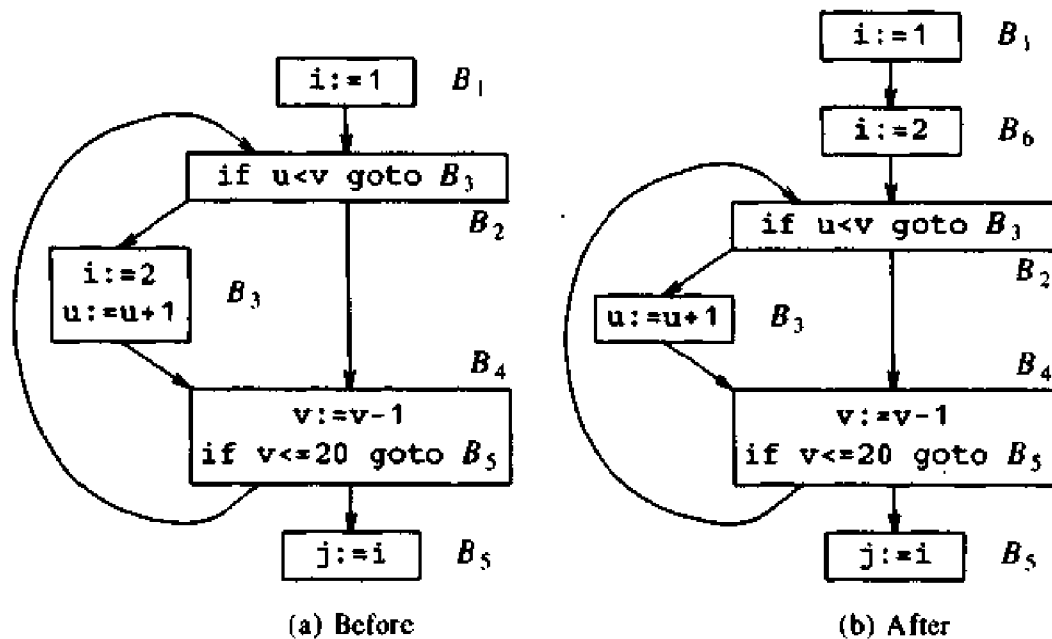 i:=1 B1
if u<v goto B3
B2
i:=2
u:=u+1
B3
B4
v:=v-1
if v<=20 goto B5
j:=i B5
(a) Before
i:=1 B1
i:=2 B6
if u<v goto B3
B2
u:=u+1 B3
B4
v:=v-1
if v<=20 goto B5
j:=i B5
(b) After